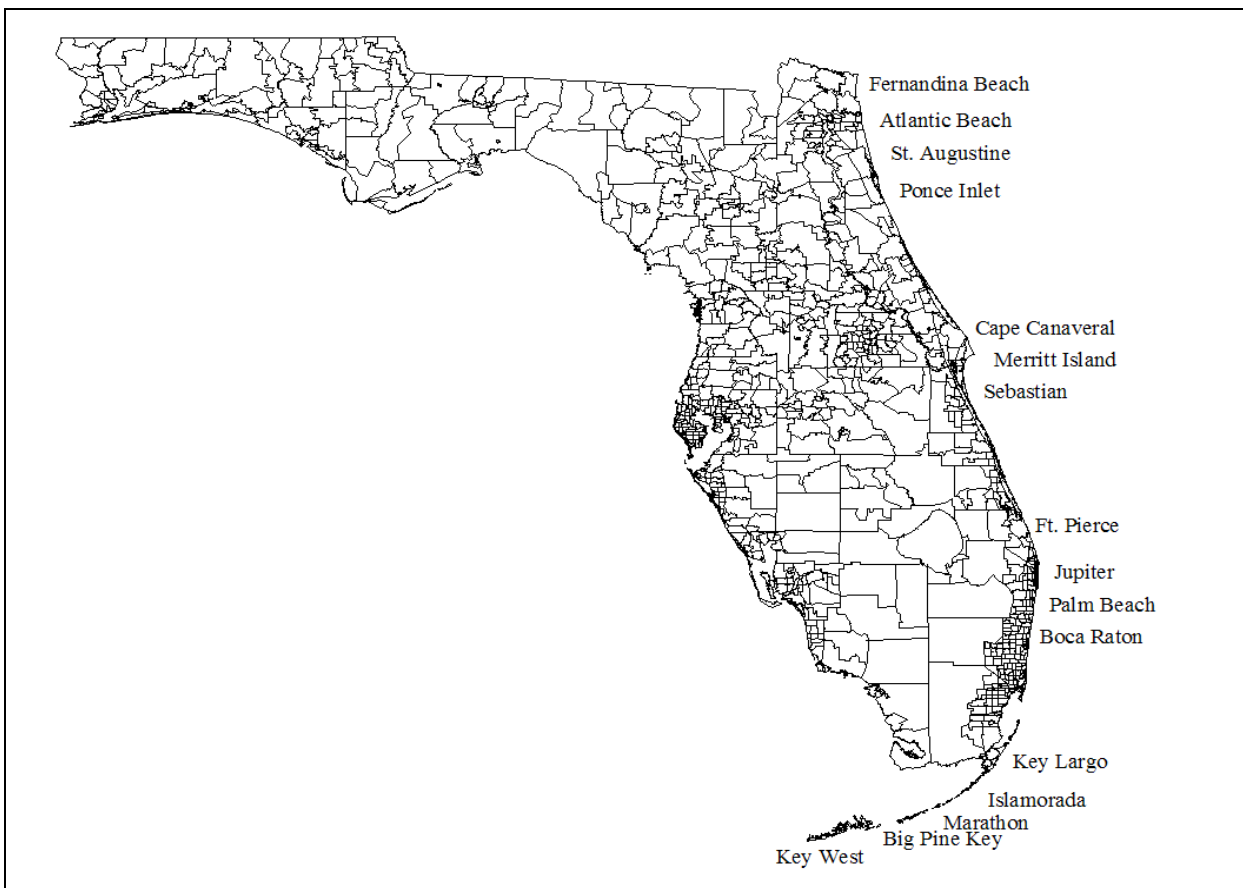 Fernandina Beach
Atlantic Beach
St. Augustine
Ponce Inlet
Cape Canaveral
Merritt Island
Sebastian
Ft. Pierce
Jupiter
Palm Beach
Boca Raton
Key Largo
Islamorada
Marathon
Big Pine Key
Key West